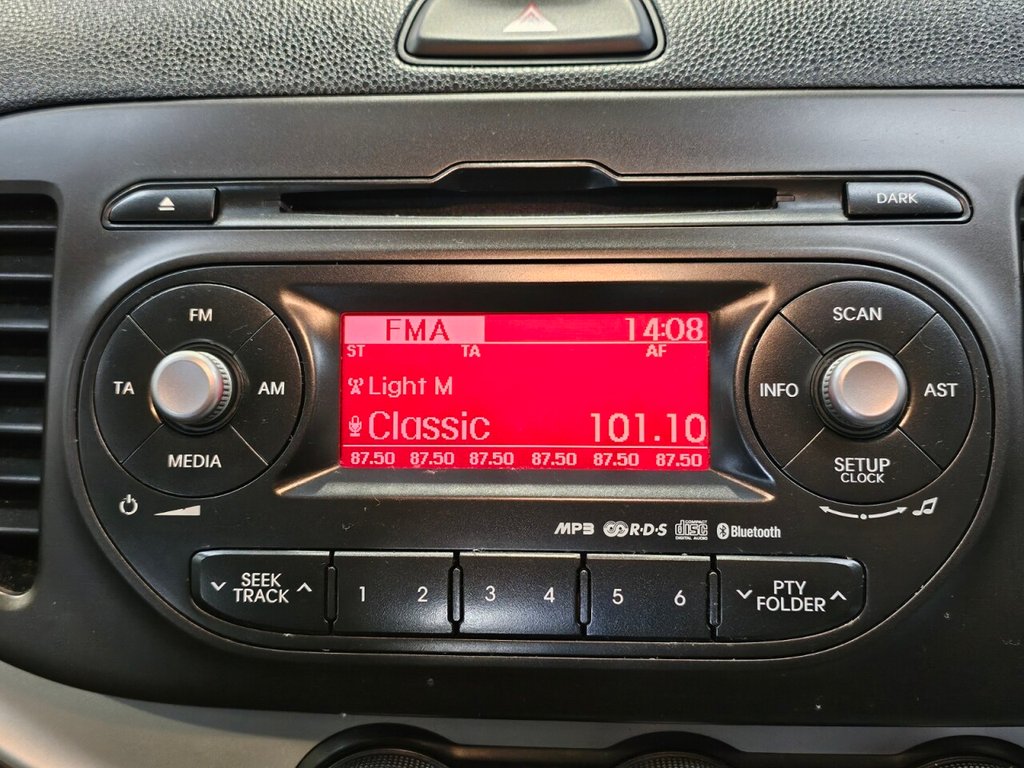 DARK
FM
TA
AM
MEDIA
FMA 14:08
ST TA AF
Light M
Classic 101.10
87.50 87.50 87.50 87.50 87.50 87.50
SCAN
INFO
AST
SETUP
CLOCK
MP3 R·D·S COMPACT disc DIGITAL AUDIO Bluetooth
SEEK
TRACK
1 2 3 4 5 6
PTY
FOLDER